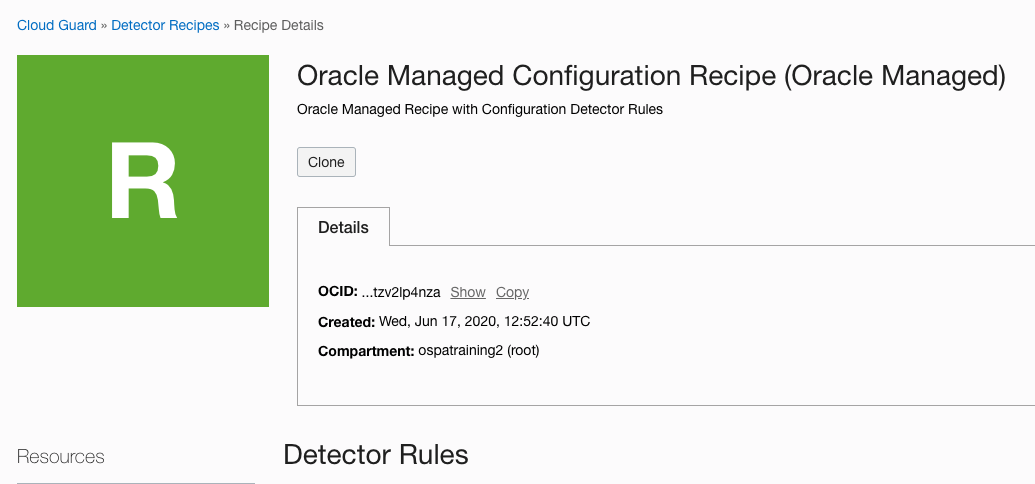 Cloud Guard » Detector Recipes » Recipe Details
R
Oracle Managed Configuration Recipe (Oracle Managed)
Oracle Managed Recipe with Configuration Detector Rules
Clone
Details
OCID: ...tzv2lp4nza Show Copy
Created: Wed, Jun 17, 2020, 12:52:40 UTC
Compartment: ospatraining2 (root)
Resources
Detector Rules